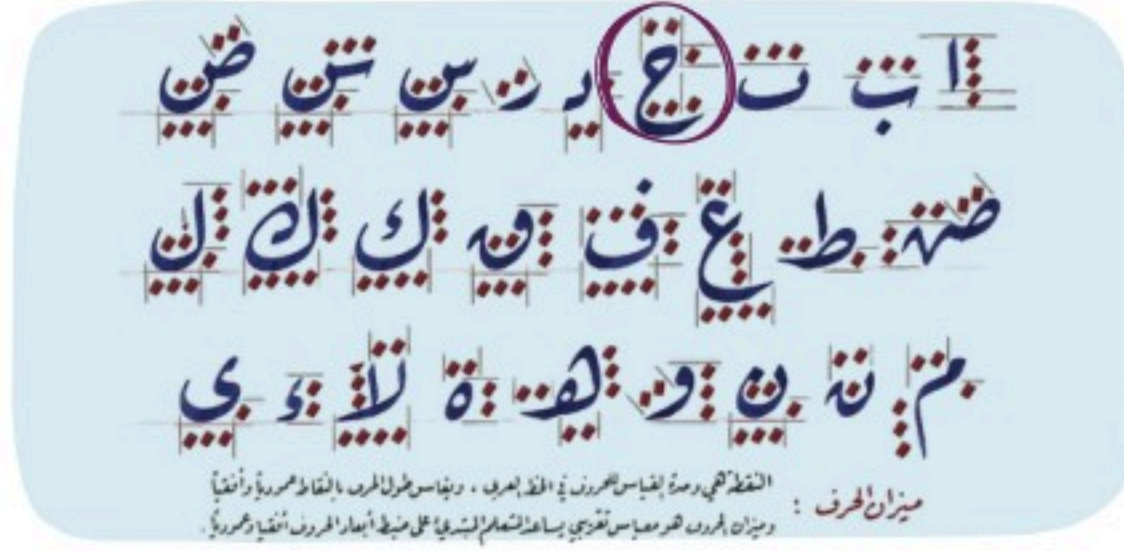 ا ب ت ح د ر س ش ص
ض ط ع ف ق ك ك ك ل
م ن ن و هـ ة لا ء ي
ميزان الحرف : النقطة هي وحدة لقياس الحروف في الخط العربي ، ويقاس طول الحرف بالنقاط عمودياً وأفقياً
وميزان الحروف هو مقياس تقريبي يساعد المتعلم المبتدئ على ضبط أبعاد الحروف أفقيا وعمودياً .